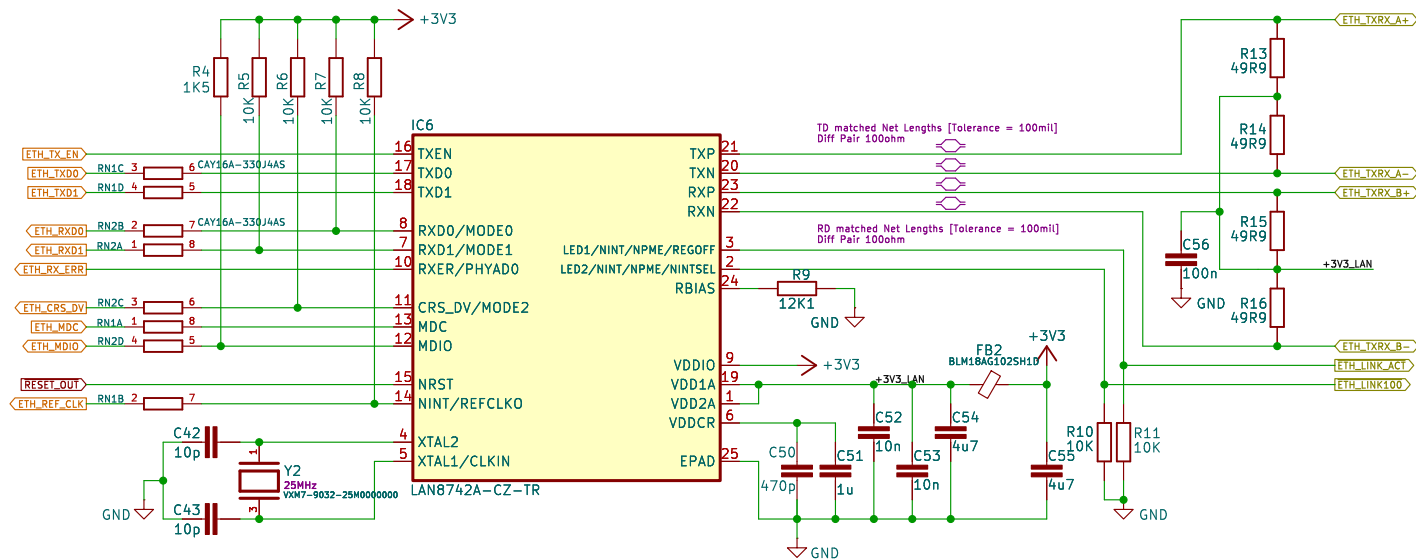 +3V3
ETH_TXRX_A+
R4
1K5
R5
10K
R6
10K
R7
10K
R8
10K
R13
49R9
IC6
TD matched Net Lengths [Tolerance = 100mil]
Diff Pair 100ohm
R14
49R9
ETH_TX_EN
16
TXEN
TXP
21
ETH_TXD0
RN1C
3
6
CAY16A-330J4AS
17
TXD0
TXN
20
ETH_TXRX_A-
ETH_TXD1
RN1D
4
5
18
TXD1
RXP
23
ETH_TXRX_B+
RXN
22
ETH_RXD0
RN2B
2
7
CAY16A-330J4AS
8
RXD0/MODE0
RD matched Net Lengths [Tolerance = 100mil]
Diff Pair 100ohm
R15
49R9
ETH_RXD1
RN2A
1
8
7
RXD1/MODE1
LED1/NINT/NPME/REGOFF
3
C56
100n
ETH_RX_ERR
10
RXER/PHYAD0
LED2/NINT/NPME/NINTSEL
2
+3V3_LAN
RBIAS
24
R9
12K1
GND
GND
R16
49R9
ETH_CRS_DV
RN2C
3
6
11
CRS_DV/MODE2
ETH_MDC
RN1A
1
8
13
MDC
ETH_MDIO
RN2D
4
5
12
MDIO
ETH_TXRX_B-
+3V3
FB2
BLM18AG102SH1D
VDDIO
9
+3V3
ETH_LINK_ACT
RESET_OUT
15
NRST
VDD1A
19
+3V3_LAN
ETH_LINK100
ETH_REF_CLK
RN1B
2
7
14
NINT/REFCLKO
VDD2A
1
VDDCR
6
C52
10n
C54
4u7
R10
10K
R11
10K
C42
10p
4
XTAL2
5
XTAL1/CLKIN
EPAD
25
C50
470p
C51
1u
C53
10n
C55
4u7
1
Y2
25MHz
VXM7-9032-25M0000000
3
LAN8742A-CZ-TR
GND
C43
10p
GND
GND